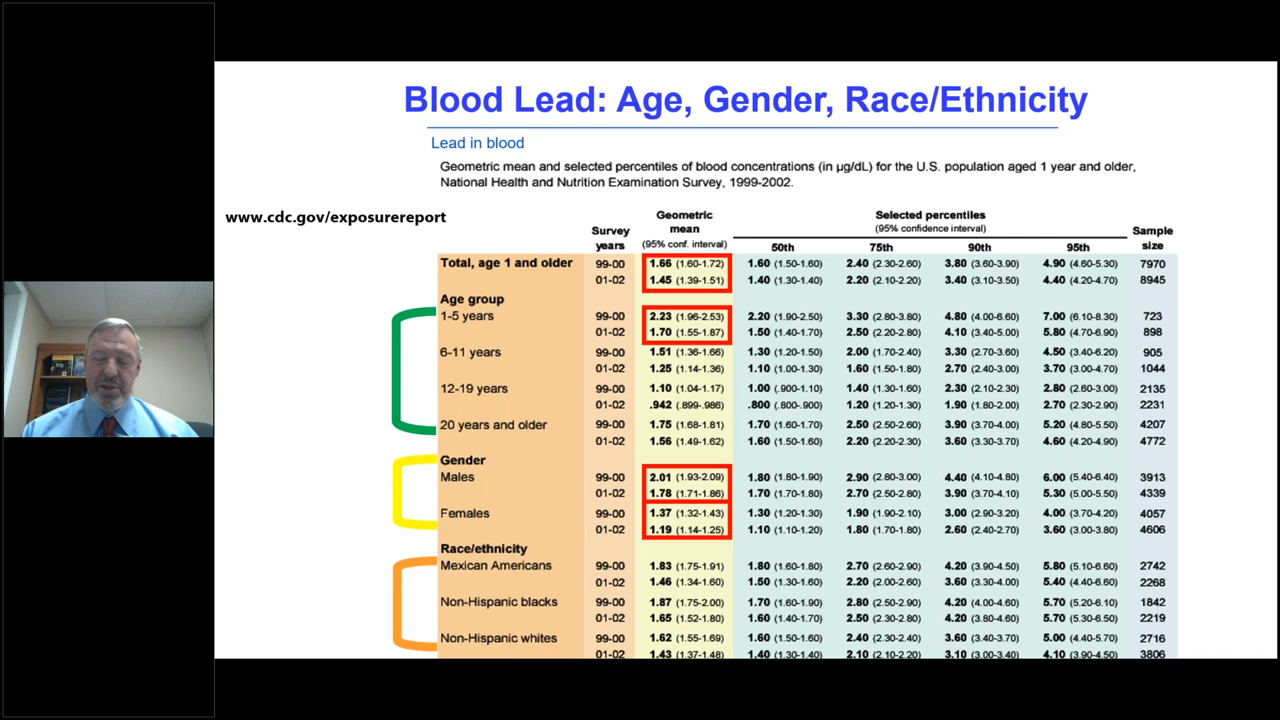 Blood Lead: Age, Gender, Race/Ethnicity
Lead in blood
Geometric mean and selected percentiles of blood concentrations (in µg/dL) for the U.S. population aged 1 year and older,
National Health and Nutrition Examination Survey, 1999-2002.
www.cdc.gov/exposurereport
Survey years Geometric mean (95% conf. interval) Selected percentiles (95% confidence interval) Sample size
50th 75th 90th 95th
Total, age 1 and older 99-00 1.66 (1.60-1.72) 1.60 (1.50-1.60) 2.40 (2.30-2.60) 3.80 (3.60-3.90) 4.90 (4.60-5.30) 7970
01-02 1.45 (1.39-1.51) 1.40 (1.30-1.40) 2.20 (2.10-2.20) 3.40 (3.10-3.50) 4.40 (4.20-4.70) 8945
Age group
1-5 years 99-00 2.23 (1.96-2.53) 2.20 (1.90-2.50) 3.30 (2.80-3.80) 4.80 (4.00-6.60) 7.00 (6.10-8.30) 723
01-02 1.70 (1.55-1.87) 1.50 (1.40-1.70) 2.50 (2.20-2.80) 4.10 (3.40-5.00) 5.80 (4.70-6.90) 898
6-11 years 99-00 1.51 (1.36-1.66) 1.30 (1.20-1.50) 2.00 (1.70-2.40) 3.30 (2.70-3.60) 4.50 (3.40-6.20) 905
01-02 1.25 (1.14-1.36) 1.10 (1.00-1.30) 1.60 (1.50-1.80) 2.70 (2.40-3.00) 3.70 (3.00-4.70) 1044
12-19 years 99-00 1.10 (1.04-1.17) 1.00 (.900-1.10) 1.40 (1.30-1.60) 2.30 (2.10-2.30) 2.80 (2.60-3.00) 2135
01-02 .942 (.899-.986) .800 (.800-.900) 1.20 (1.20-1.30) 1.90 (1.80-2.00) 2.70 (2.30-2.90) 2231
20 years and older 99-00 1.75 (1.68-1.81) 1.70 (1.60-1.70) 2.50 (2.50-2.60) 3.90 (3.70-4.00) 5.20 (4.80-5.50) 4207
01-02 1.56 (1.49-1.62) 1.60 (1.50-1.60) 2.20 (2.20-2.30) 3.60 (3.30-3.70) 4.60 (4.20-4.90) 4772
Gender
Males 99-00 2.01 (1.93-2.09) 1.80 (1.80-1.90) 2.90 (2.80-3.00) 4.40 (4.10-4.80) 6.00 (5.40-6.40) 3913
01-02 1.78 (1.71-1.86) 1.70 (1.70-1.80) 2.70 (2.50-2.80) 3.90 (3.70-4.10) 5.30 (5.00-5.50) 4339
Females 99-00 1.37 (1.32-1.43) 1.30 (1.20-1.30) 1.90 (1.90-2.10) 3.00 (2.90-3.20) 4.00 (3.70-4.20) 4057
01-02 1.19 (1.14-1.25) 1.10 (1.10-1.20) 1.80 (1.70-1.80) 2.60 (2.40-2.70) 3.60 (3.00-3.80) 4606
Race/ethnicity
Mexican Americans 99-00 1.83 (1.75-1.91) 1.80 (1.60-1.80) 2.70 (2.60-2.90) 4.20 (3.90-4.50) 5.80 (5.10-6.60) 2742
01-02 1.46 (1.34-1.60) 1.50 (1.30-1.60) 2.20 (2.00-2.60) 3.60 (3.30-4.00) 5.40 (4.40-6.60) 2268
Non-Hispanic blacks 99-00 1.87 (1.75-2.00) 1.70 (1.60-1.90) 2.80 (2.50-2.90) 4.20 (4.00-4.60) 5.70 (5.20-6.10) 1842
01-02 1.65 (1.52-1.80) 1.60 (1.40-1.70) 2.50 (2.30-2.80) 4.20 (3.80-4.60) 5.70 (5.30-6.50) 2219
Non-Hispanic whites 99-00 1.62 (1.55-1.69) 1.60 (1.50-1.60) 2.40 (2.30-2.40) 3.60 (3.40-3.70) 5.00 (4.40-5.70) 2716
01-02 1.43 (1.37-1.48) 1.40 (1.30-1.40) 2.10 (2.10-2.20) 3.10 (3.00-3.40) 4.10 (3.90-4.50) 3806